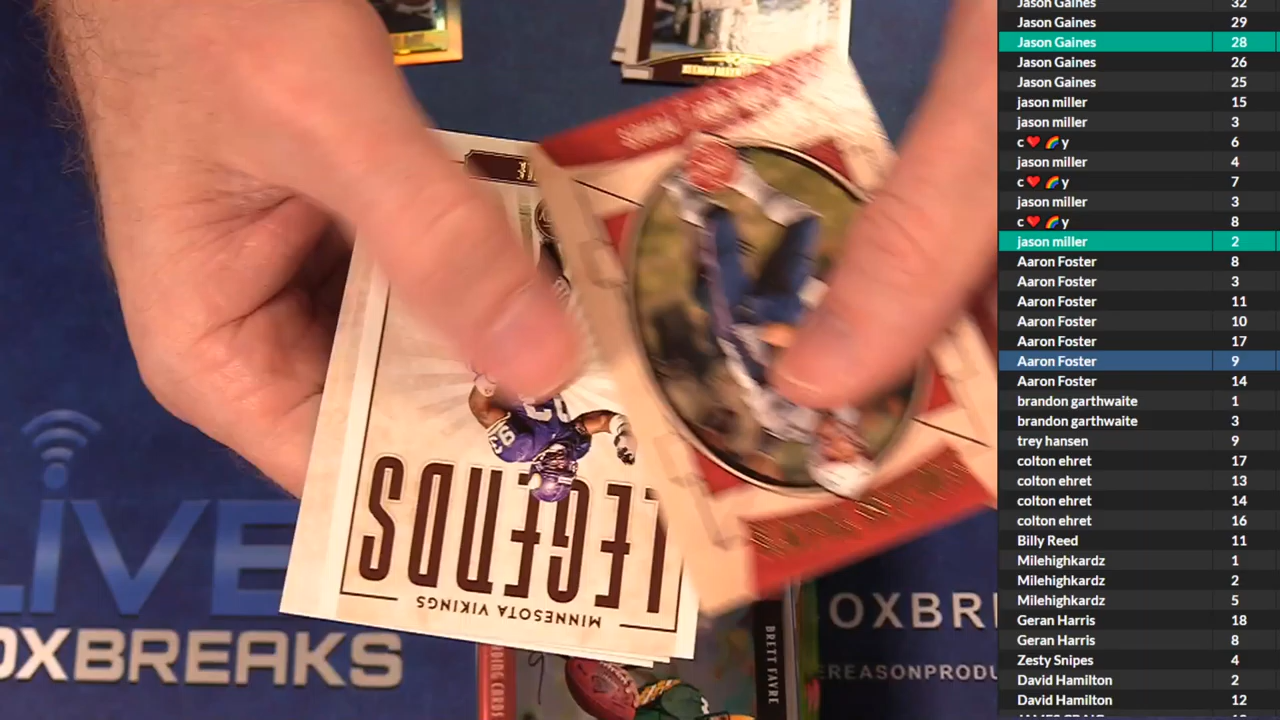 Jason Gaines 32
Jason Gaines 29
Jason Gaines 28
Jason Gaines 26
Jason Gaines 25
jason miller 15
jason miller 3
c ❤️ 🌈 y 6
jason miller 4
c ❤️ 🌈 y 7
jason miller 3
c ❤️ 🌈 y 8
jason miller 2
Aaron Foster 8
Aaron Foster 3
Aaron Foster 11
Aaron Foster 10
Aaron Foster 17
Aaron Foster 9
Aaron Foster 14
brandon garthwaite 1
brandon garthwaite 3
trey hansen 9
colton ehret 17
colton ehret 13
colton ehret 14
colton ehret 16
Billy Reed 11
Milehighkardz 1
Milehighkardz 2
Milehighkardz 5
Geran Harris 18
Geran Harris 8
Zesty Snipes 4
David Hamilton 2
David Hamilton 12
LEGENDS
MINNESOTA VIKINGS
93
BRETT FAVRE
LIVE
OXBREAKS
OXBRE
EREASONPRODU